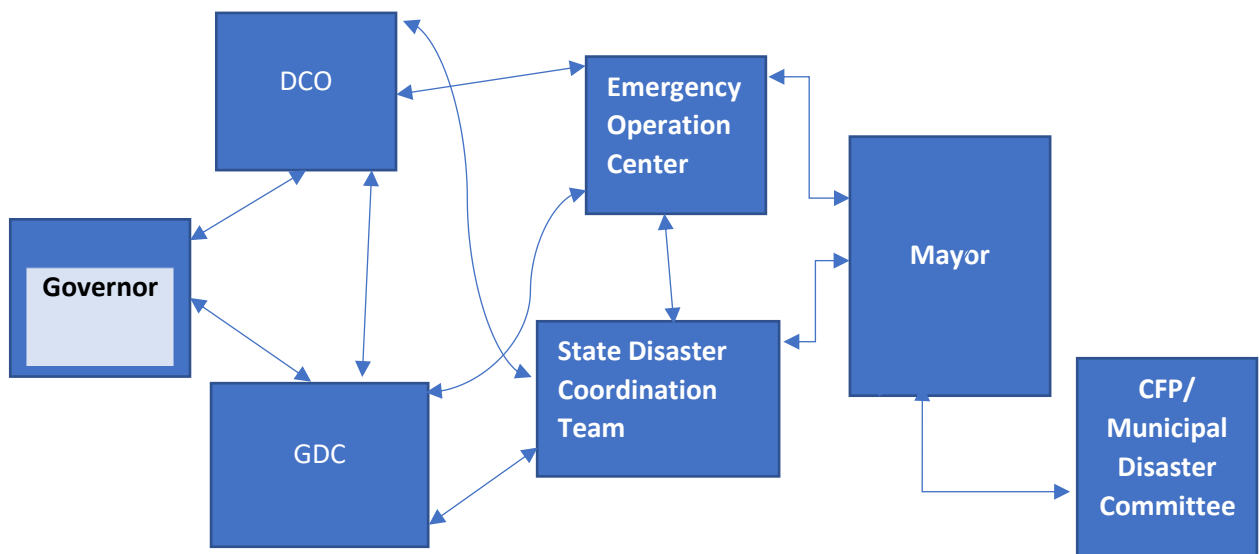 DCO
Emergency
Operation
Center
Mayor
Governor
State Disaster
Coordination
Team
GDC
CFP/
Municipal
Disaster
Committee